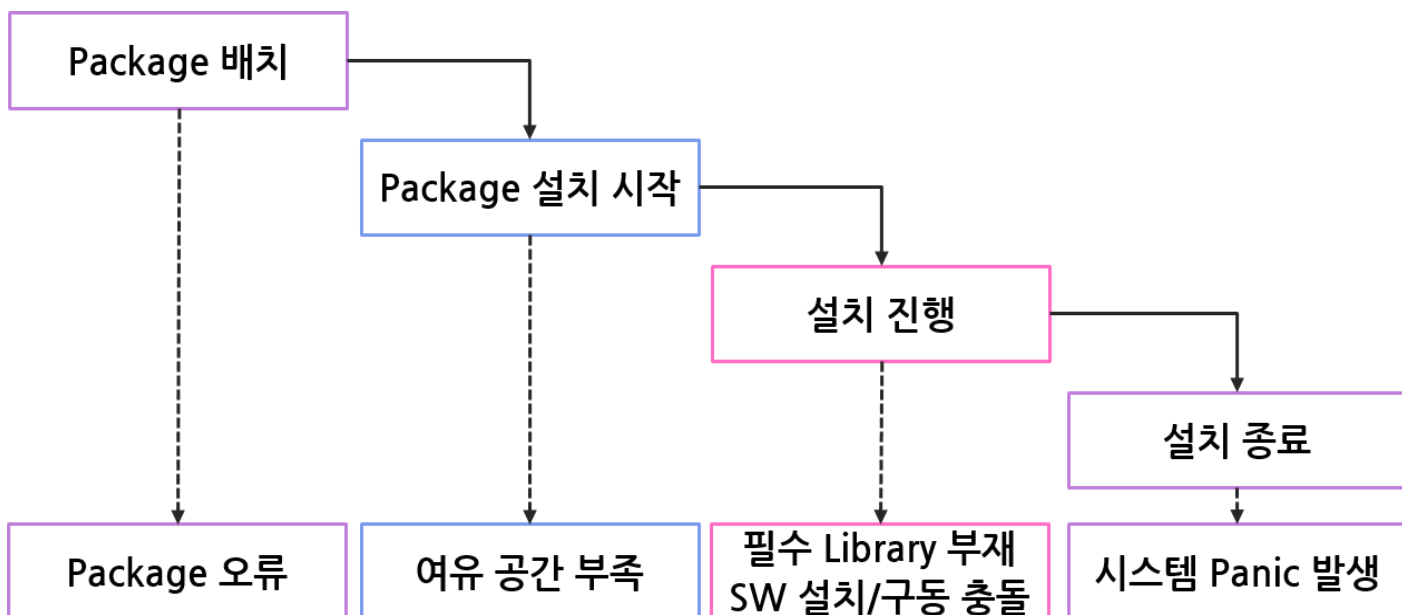 Package 배치
Package 설치 시작
설치 진행
설치 종료
Package 오류
여유 공간 부족
필수 Library 부재
SW 설치/구동 충돌
시스템 Panic 발생